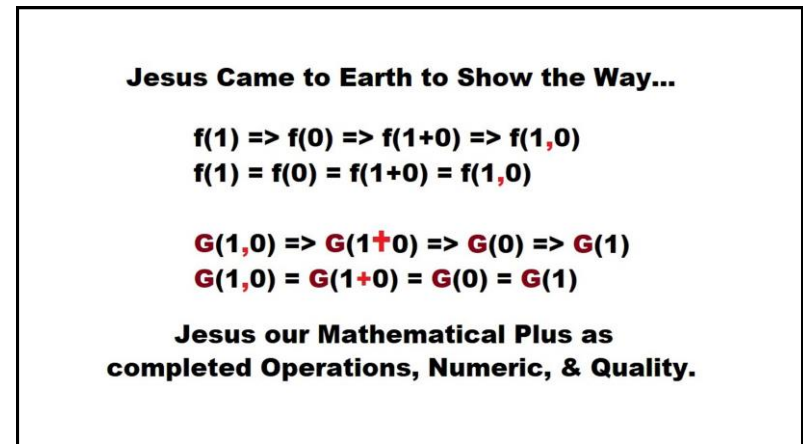 Jesus Came to Earth to Show the Way...
f(1) => f(0) => f(1+0) => f(1,0)
f(1) = f(0) = f(1+0) = f(1,0)
G(1,0) => G(1✝0) => G(0) => G(1)
G(1,0) = G(1+0) = G(0) = G(1)
Jesus our Mathematical Plus as
completed Operations, Numeric, & Quality.